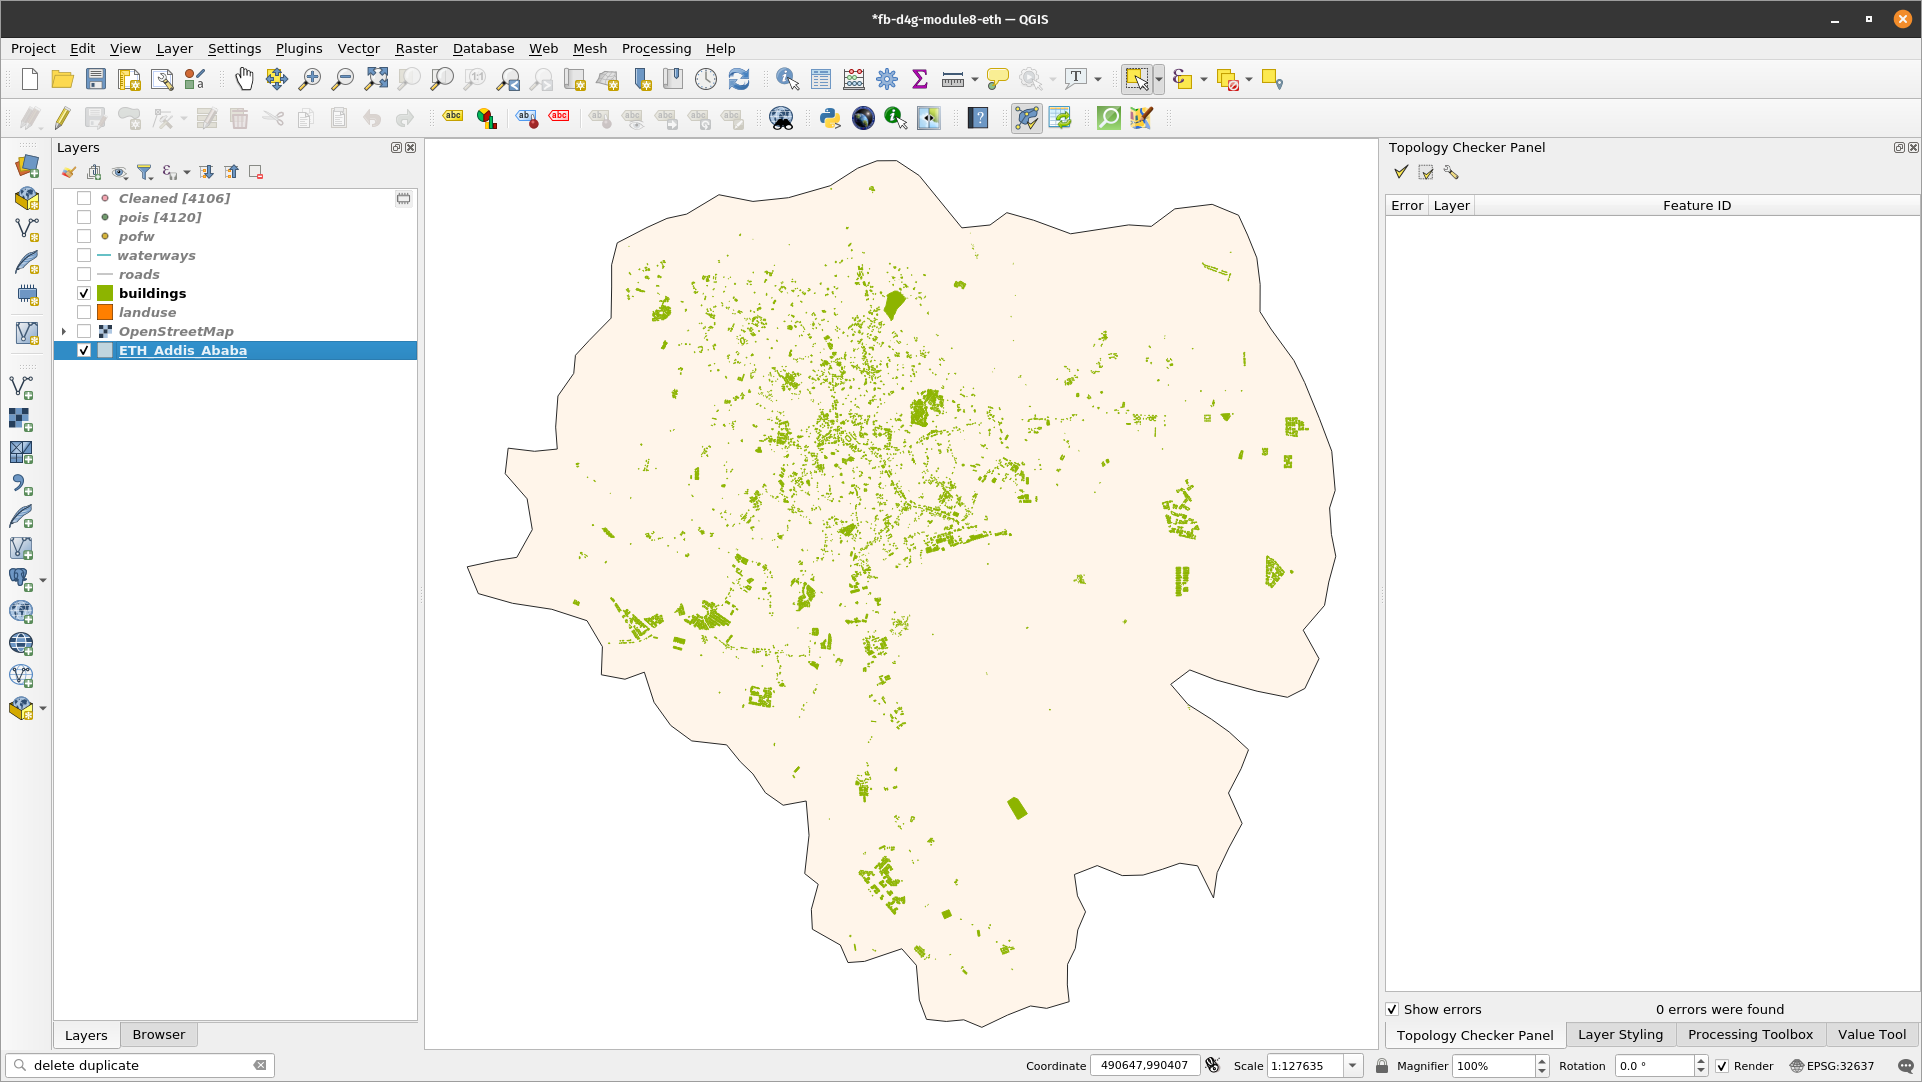 *fb-d4g-module8-eth — QGIS
Project Edit View Layer Settings Plugins Vector Raster Database Web Mesh Processing Help
Layers
Cleaned [4106]
pois [4120]
pofw
waterways
roads
buildings
landuse
OpenStreetMap
ETH_Addis_Ababa
Layers Browser
Topology Checker Panel
Error Layer Feature ID
Show errors 0 errors were found
Topology Checker Panel Layer Styling Processing Toolbox Value Tool
delete duplicate Coordinate 490647,990407 Scale 1:127635 Magnifier 100% Rotation 0.0 ° Render EPSG:32637